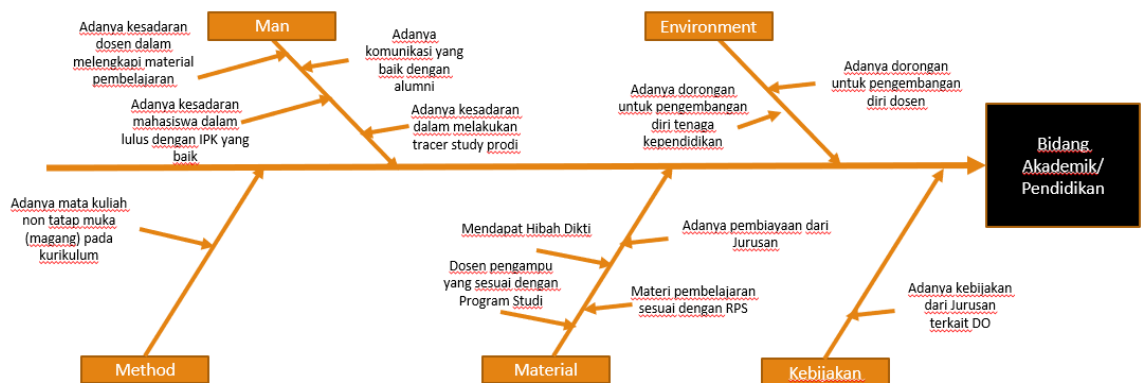 Man
Environment
Adanya kesadaran
dosen dalam
melengkapi material
pembelajaran
Adanya
komunikasi yang
baik dengan
alumni
Adanya kesadaran
mahasiswa dalam
lulus dengan IPK yang
baik
Adanya kesadaran
dalam melakukan
tracer study prodi
Adanya dorongan
untuk pengembangan
diri tenaga
kependidikan
Adanya dorongan
untuk pengembangan
diri dosen
Bidang
Akademik/
Pendidikan
Adanya mata kuliah
non tatap muka
(magang) pada
kurikulum
Mendapat Hibah Dikti
Adanya pembiayaan dari
Jurusan
Dosen pengampu
yang sesuai dengan
Program Studi
Materi pembelajaran
sesuai dengan RPS
Adanya kebijakan
dari Jurusan
terkait DO
Method
Material
Kebijakan